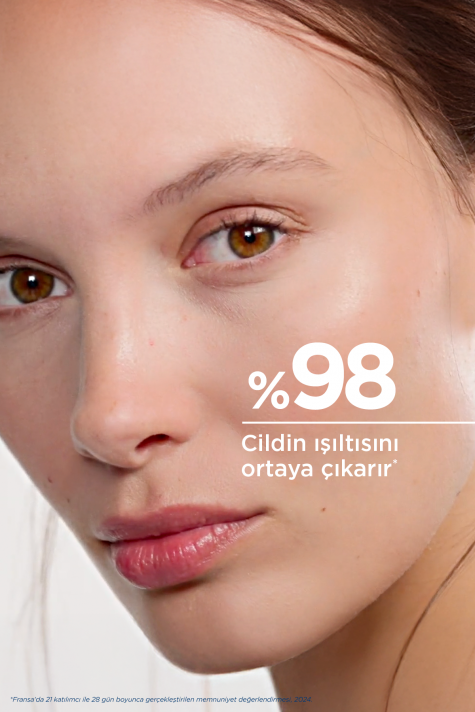 %98
Cildin ışıltısını
ortaya çıkarır*
*Fransa'da 21 katılımcı ile 28 gün boyunca gerçekleştirilen memnuniyet değerlendirmesi, 2024.